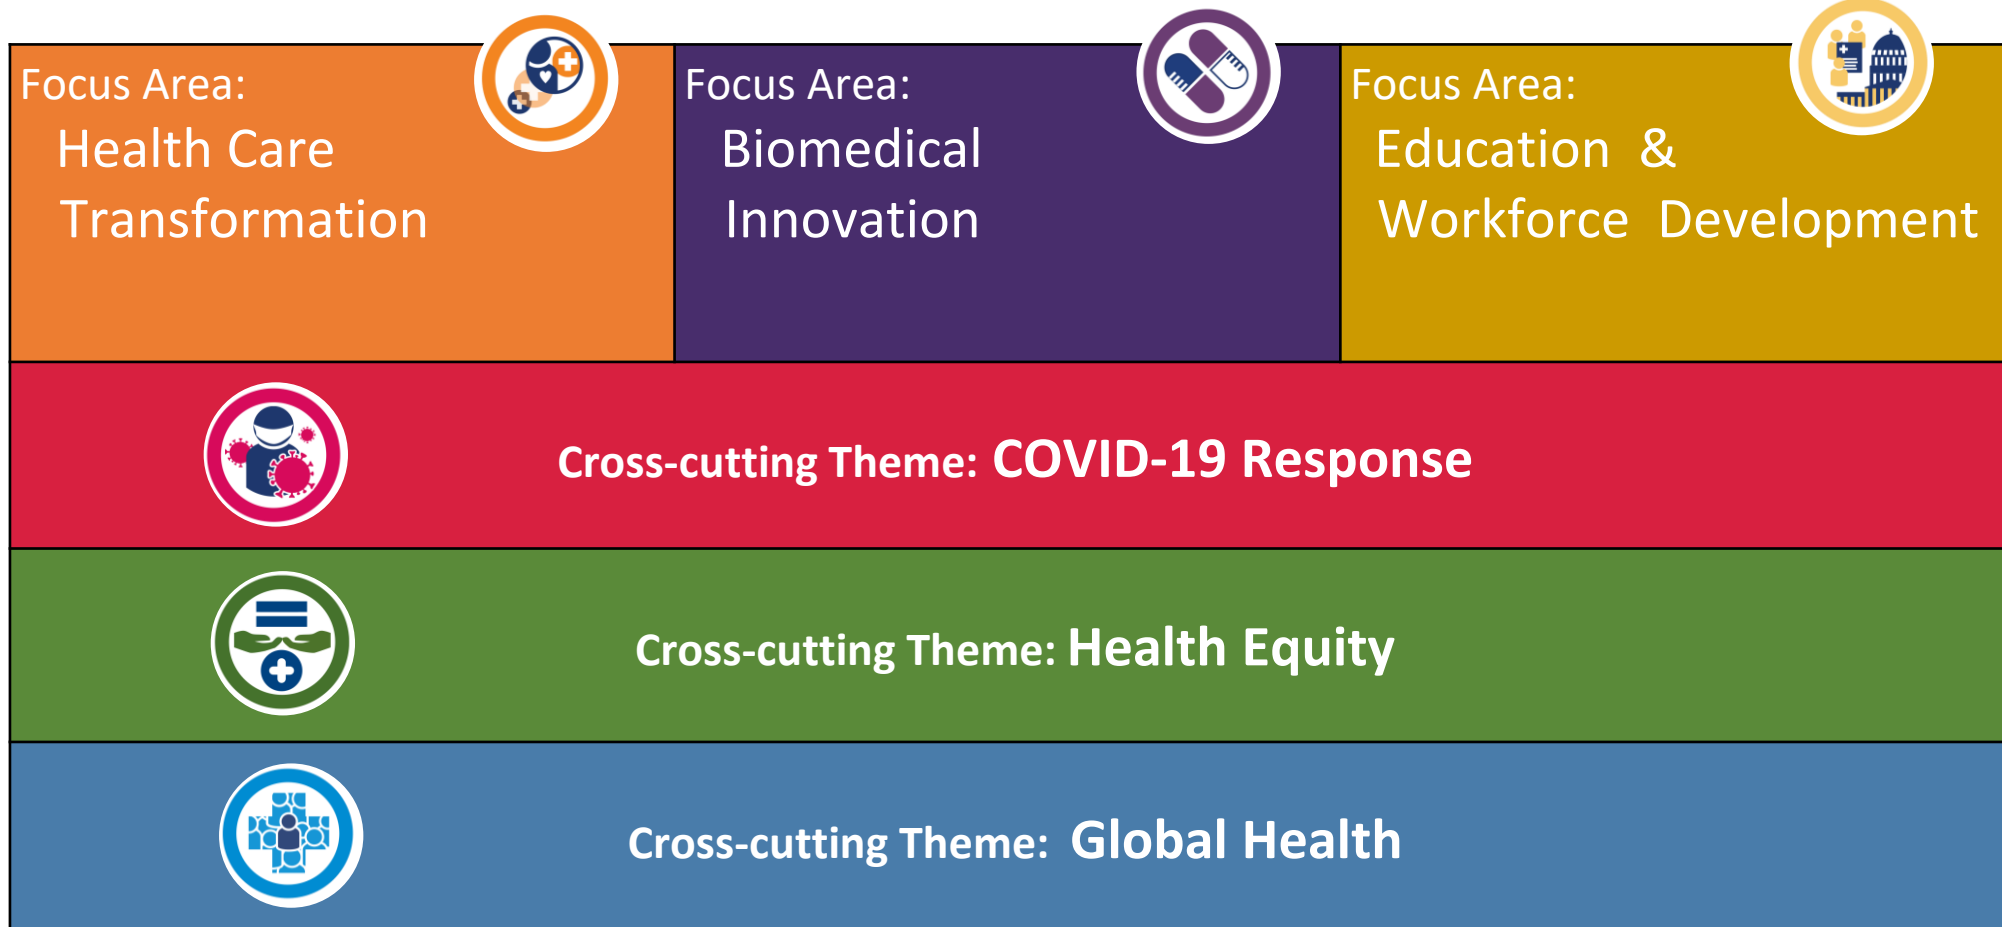 Focus Area:
Health Care
Transformation
Focus Area:
Biomedical
Innovation
Focus Area:
Education &
Workforce Development
Cross-cutting Theme: COVID-19 Response
Cross-cutting Theme: Health Equity
Cross-cutting Theme: Global Health